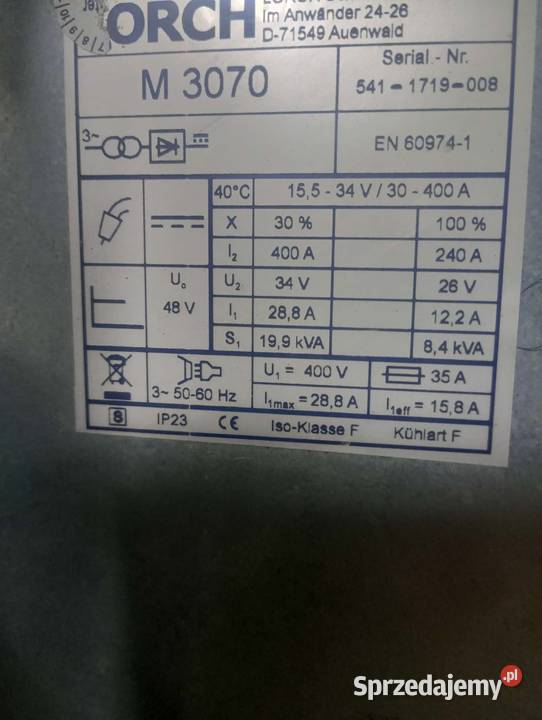 ORCH
Im Anwänder 24-26
D-71549 Auenwald
M 3070
Serial.- Nr.
541-1719-008
3~
EN 60974-1
40°C 15,5 - 34 V / 30 - 400 A
X 30 % 100 %
I2 400 A 240 A
U0 48 V
U2 34 V 26 V
I1 28,8 A 12,2 A
S1 19,9 kVA 8,4 kVA
3~ 50-60 Hz
U1 = 400 V
35 A
I1max = 28,8 A
I1eff = 15,8 A
S IP23 CE Iso-Klasse F Kühlart F
Sprzedajemy.pl